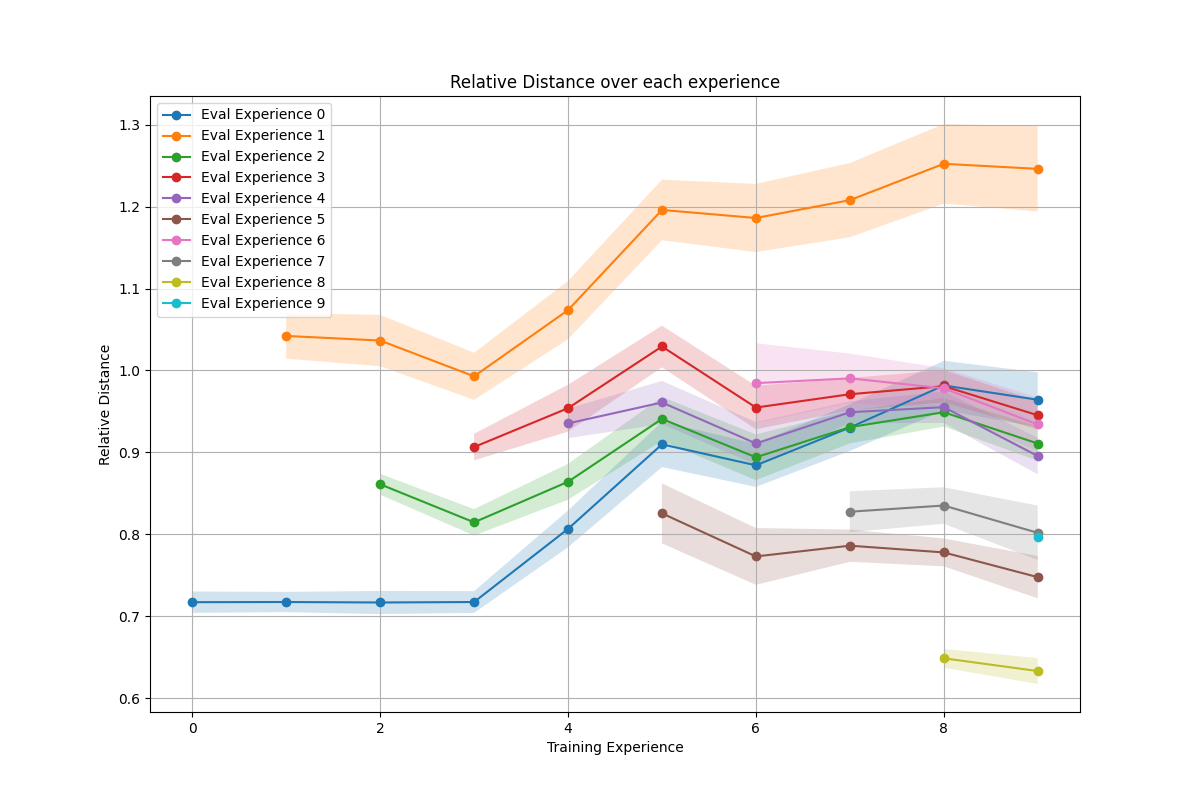 Relative Distance over each experience
Eval Experience 0
Eval Experience 1
Eval Experience 2
Eval Experience 3
Eval Experience 4
Eval Experience 5
Eval Experience 6
Eval Experience 7
Eval Experience 8
Eval Experience 9
Relative Distance
1.3
1.2
1.1
1.0
0.9
0.8
0.7
0.6
0 2 4 6 8
Training Experience